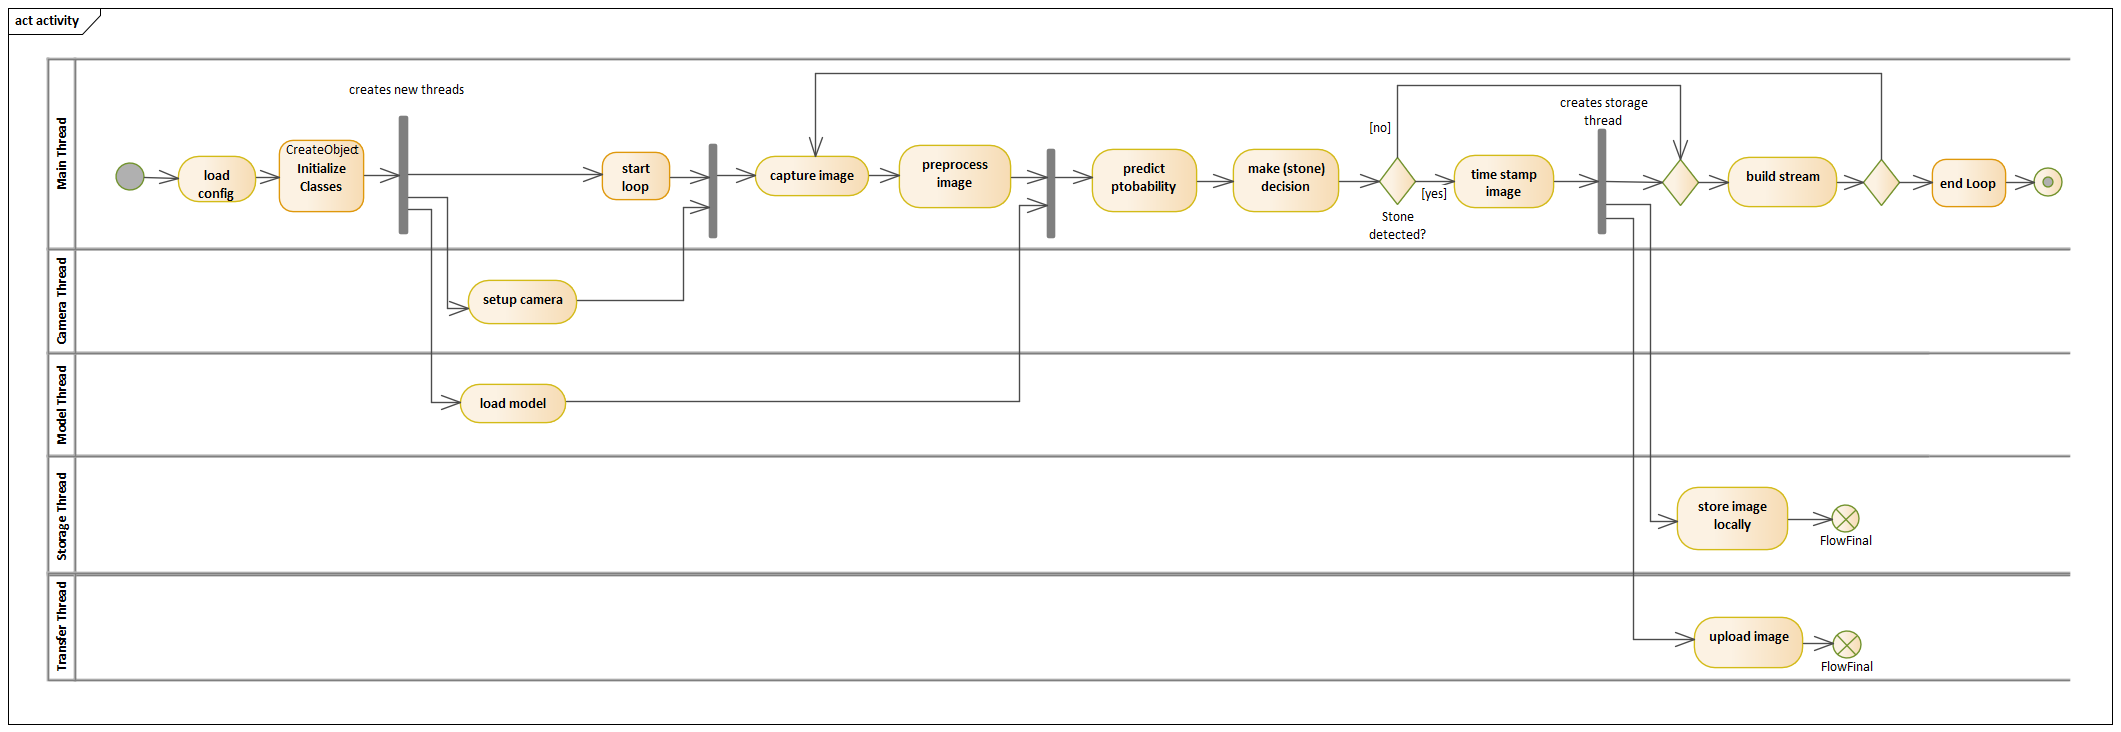 act activity
Main Thread
creates new threads
load
config
CreateObject
Initialize
Classes
start
loop
capture image
preprocess
image
predict
ptobability
make (stone)
decision
[no]
[yes]
Stone
detected?
time stamp
image
creates storage
thread
build stream
end Loop
Camera Thread
setup camera
Model Thread
load model
Storage Thread
store image
locally
FlowFinal
Transfer Thread
upload image
FlowFinal